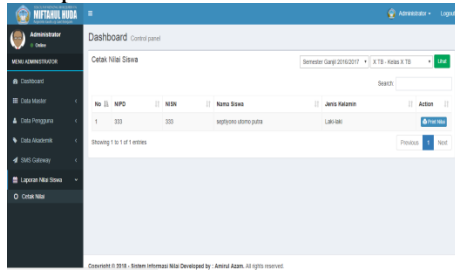 MIFTAHUL HUDA
Administrator
Logout
Administrator
Online
Dashboard Control panel
MENU ADMINISTRATOR
Cetak Nilai Siswa
Semester Ganjil 2016/2017
X TB - Kelas X TB
Lihat
Dashboard
Search
Data Master
No NIPD NISN Nama Siswa Jenis Kelamin Action
Data Pengguna
1 333 333 septiyono utomo putra Laki-laki Print Nilai
Data Akademik
Showing 1 to 1 of 1 entries
Previous 1 Next
SMS Gateway
Laporan Nilai Siswa
Cetak Nilai
Copyright © 2018 - Sistem Informasi Nilai Developed by : Amirul Azam. All rights reserved.